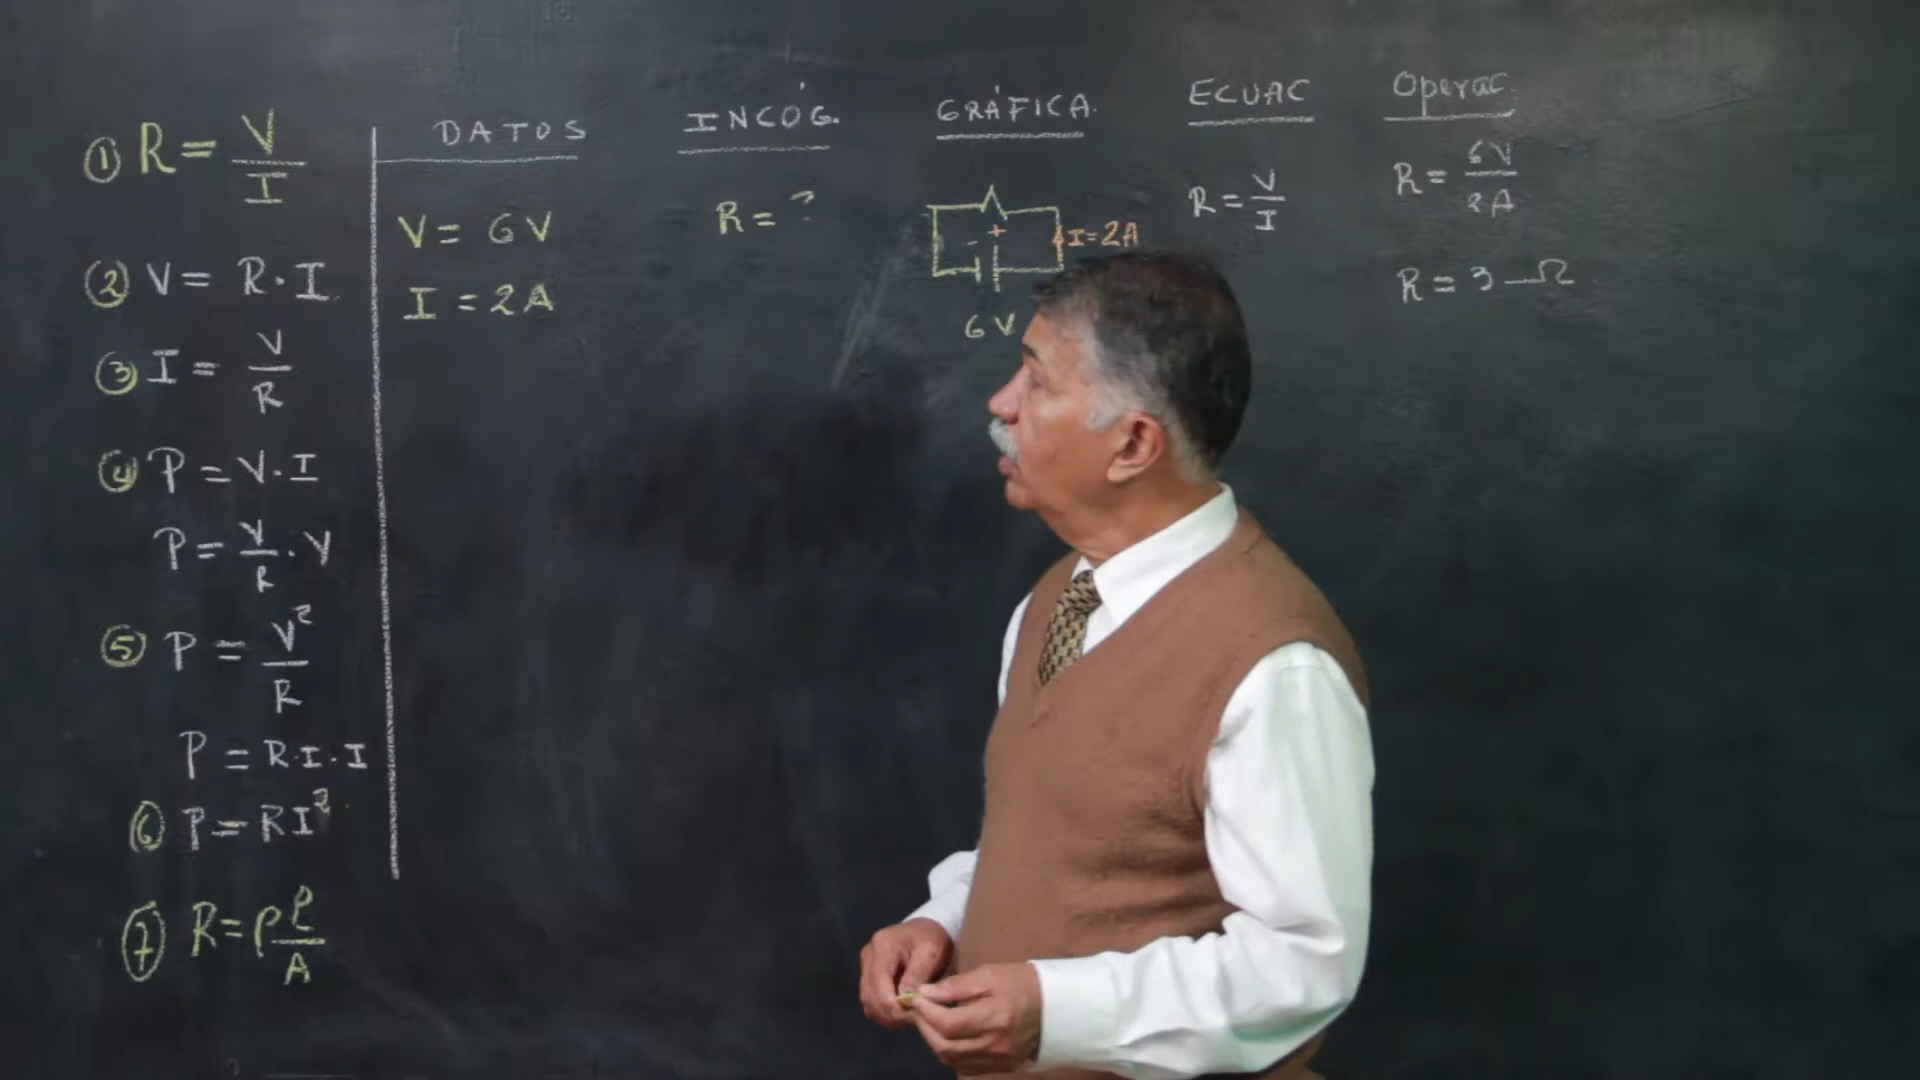 ① R = V/I
② V = R·I
③ I = V/R
④ P = V·I
P = V/R · V
⑤ P = V²/R
P = R·I·I
⑥ P = RI²
⑦ R = ρ ℓ/A
DATOS
V = 6V
I = 2A
INCÓG.
R = ?
GRÁFICA.
- +
I=2A
6V
ECUAC
R = V/I
Operac.
R = 6V/2A
R = 3 Ω